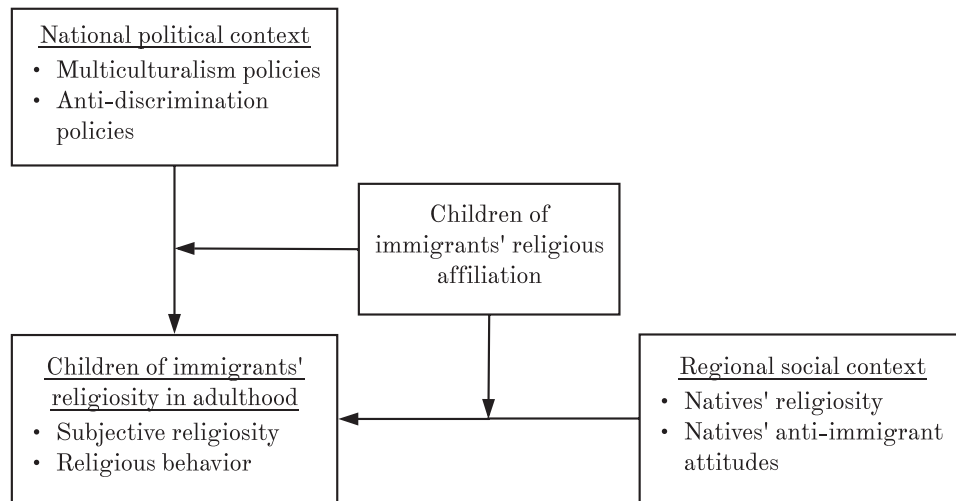 National political context
• Multiculturalism policies
• Anti-discrimination
policies
Children of
immigrants' religious
affiliation
Children of immigrants'
religiosity in adulthood
• Subjective religiosity
• Religious behavior
Regional social context
• Natives' religiosity
• Natives' anti-immigrant
attitudes